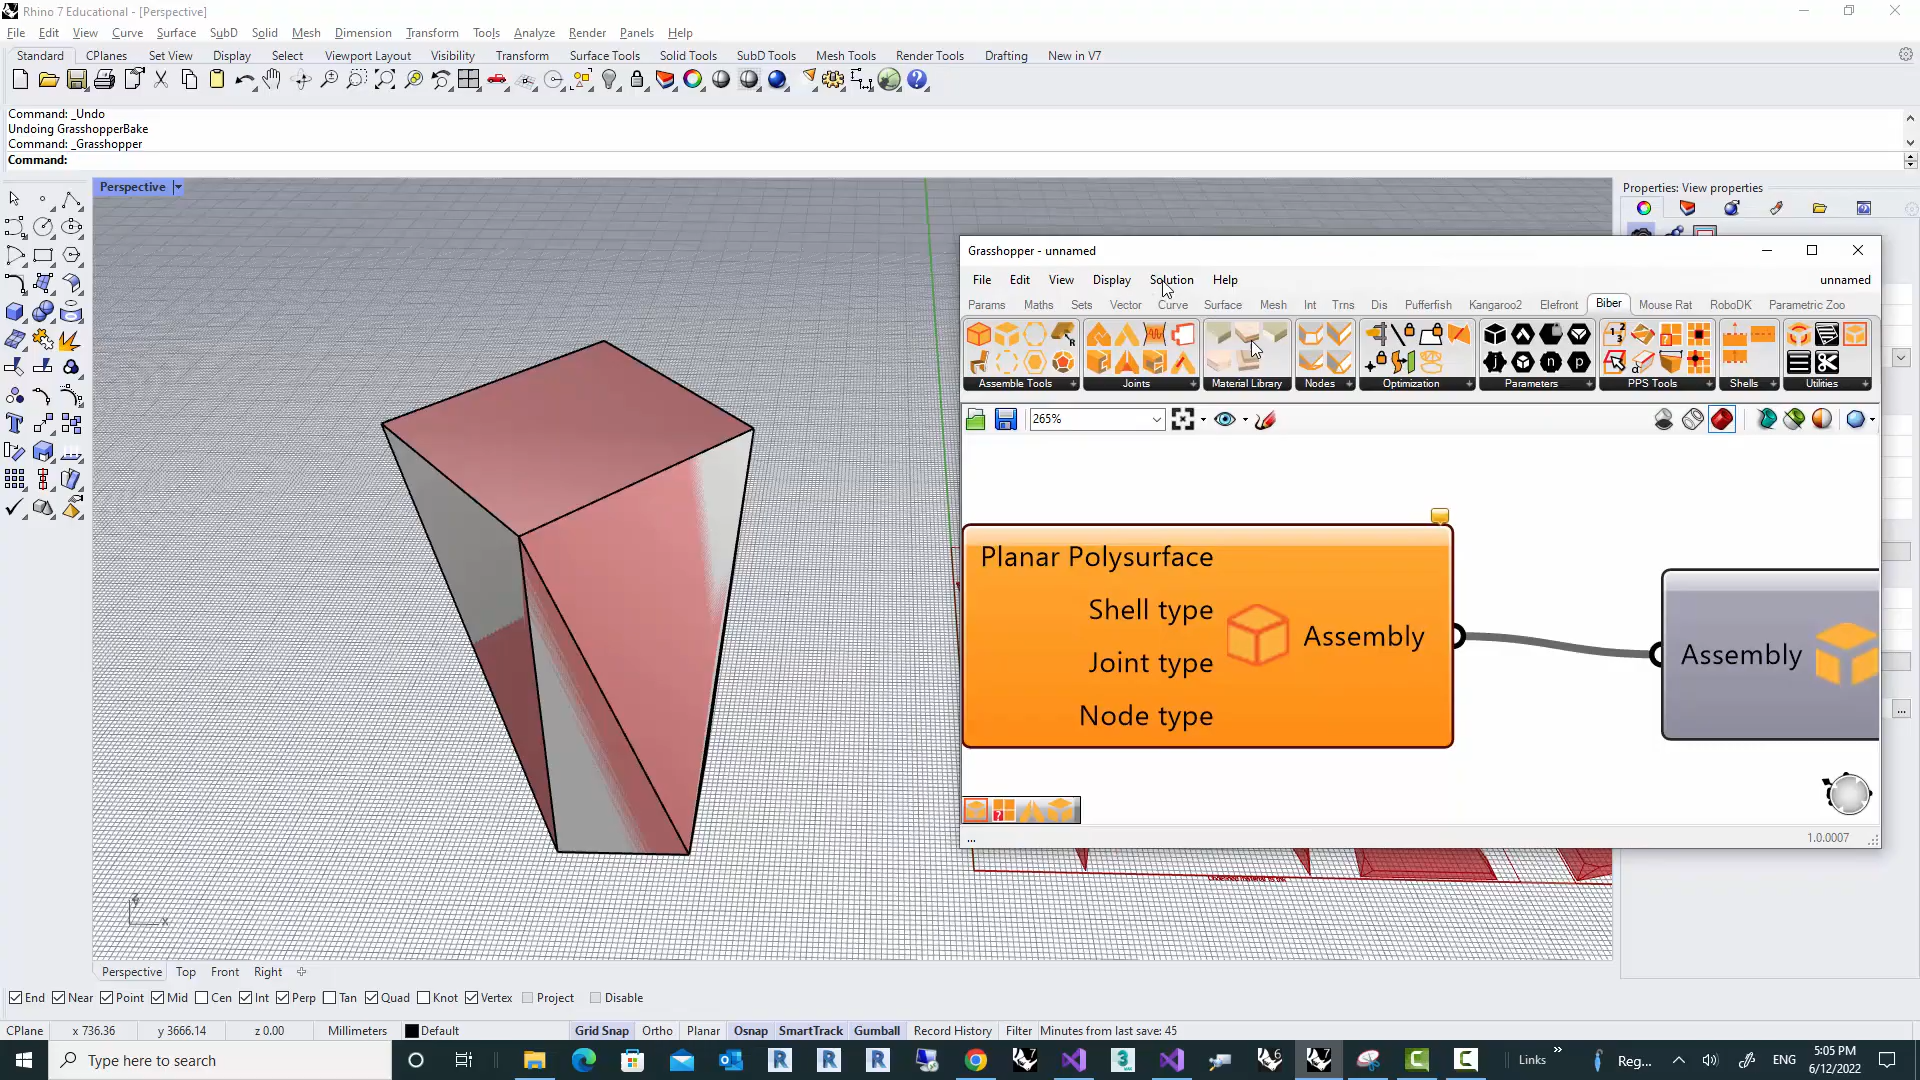 Rhino 7 Educational - [Perspective]
File Edit View Curve Surface SubD Solid Mesh Dimension Transform Tools Analyze Render Panels Help
Standard CPlanes Set View Display Select Viewport Layout Visibility Transform Surface Tools Solid Tools SubD Tools Mesh Tools Render Tools Drafting New in V7
Command: _Undo
Undoing GrasshopperBake
Command: _Grasshopper
Command:
Perspective
Properties: View properties
Grasshopper - unnamed
File Edit View Display Solution Help unnamed
Params Maths Sets Vector Curve Surface Mesh Int Trns Dis Pufferfish Kangaroo2 Elefront Biber Mouse Rat RoboDK Parametric Zoo
Assemble Tools Joints Material Library Nodes Optimization Parameters PPS Tools Shells Utilities
265%
Planar Polysurface
Shell type
Joint type
Node type
Assembly
Assembly
... 1.0.0007
Perspective Top Front Right
End Near Point Mid Cen Int Perp Tan Quad Knot Vertex Project Disable
CPlane x 736.36 y 3666.14 z 0.00 Millimeters Default Grid Snap Ortho Planar Osnap SmartTrack Gumball Record History Filter Minutes from last save: 45
Type here to search
Links
Reg...
ENG
5:05 PM
6/12/2022